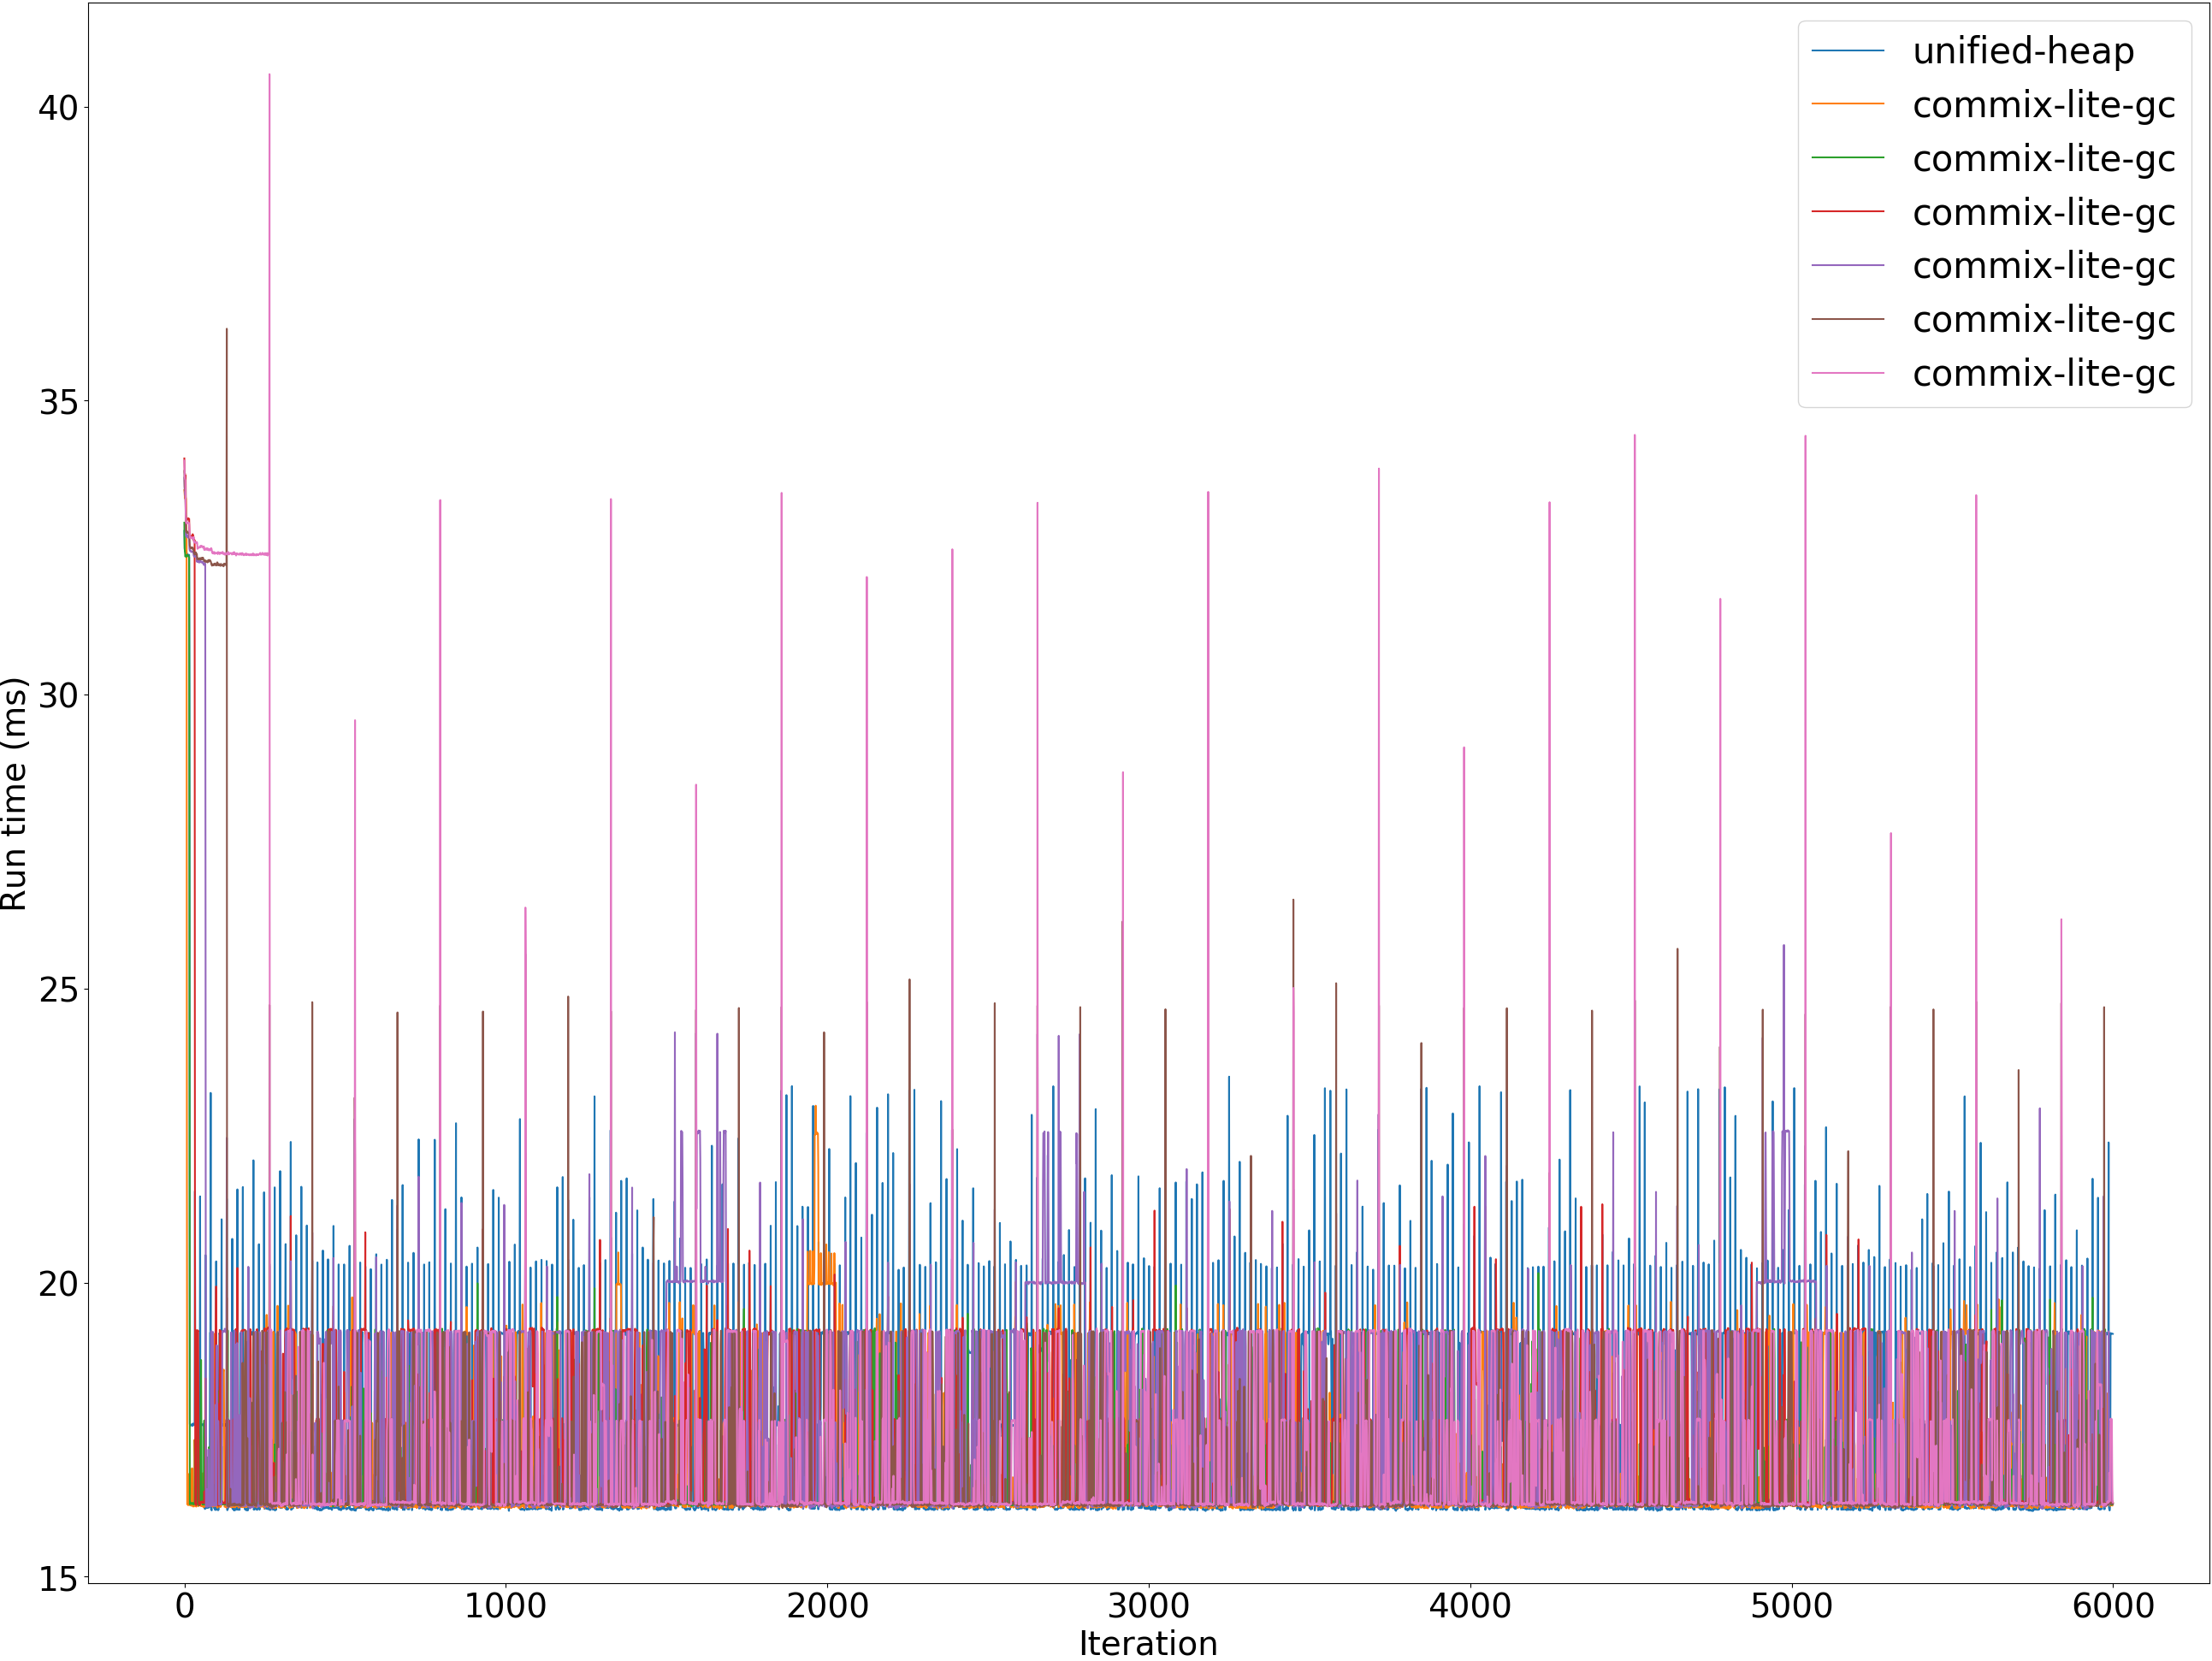 unified-heap
commix-lite-gc
commix-lite-gc
commix-lite-gc
commix-lite-gc
commix-lite-gc
commix-lite-gc
Run time (ms)
40
35
30
25
20
15
0 1000 2000 3000 4000 5000 6000
Iteration